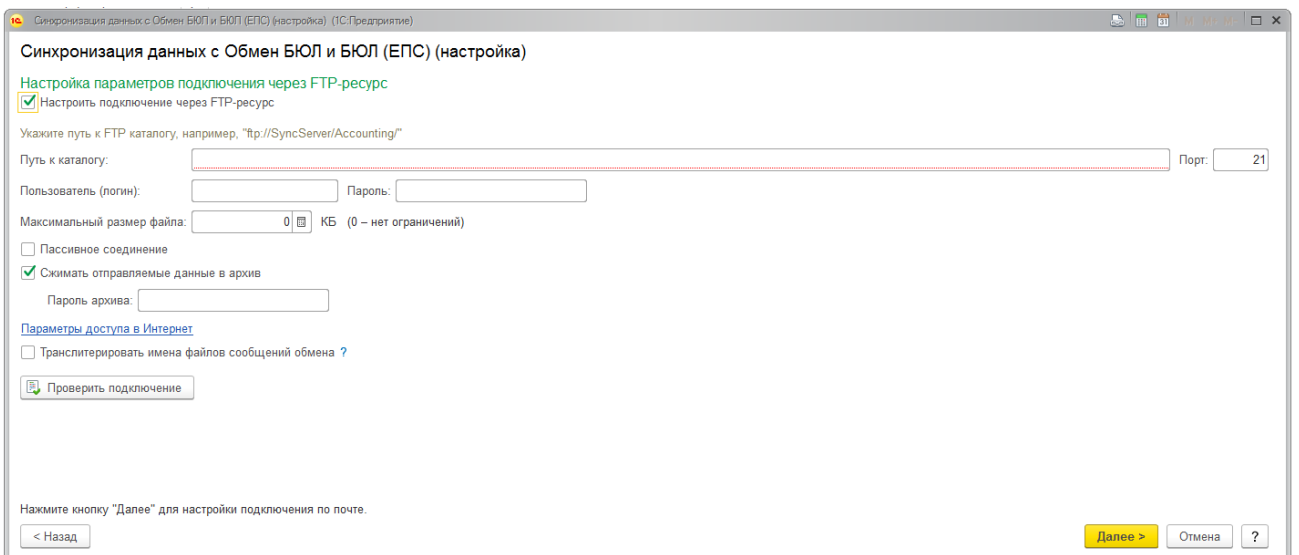 Синхронизация данных с Обмен БЮЛ и БЮЛ (ЕПС) (настройка) (1С:Предприятие)
Синхронизация данных с Обмен БЮЛ и БЮЛ (ЕПС) (настройка)
Настройка параметров подключения через FTP-ресурс
Настроить подключение через FTP-ресурс
Укажите путь к FTP каталогу, например, "ftp://SyncServer/Accounting/"
Путь к каталогу: Порт: 21
Пользователь (логин): Пароль:
Максимальный размер файла: 0 КБ (0 – нет ограничений)
Пассивное соединение
Сжимать отправляемые данные в архив
Пароль архива:
Параметры доступа в Интернет
Транслитерировать имена файлов сообщений обмена ?
Проверить подключение
Нажмите кнопку "Далее" для настройки подключения по почте.
< Назад Далее > Отмена ?